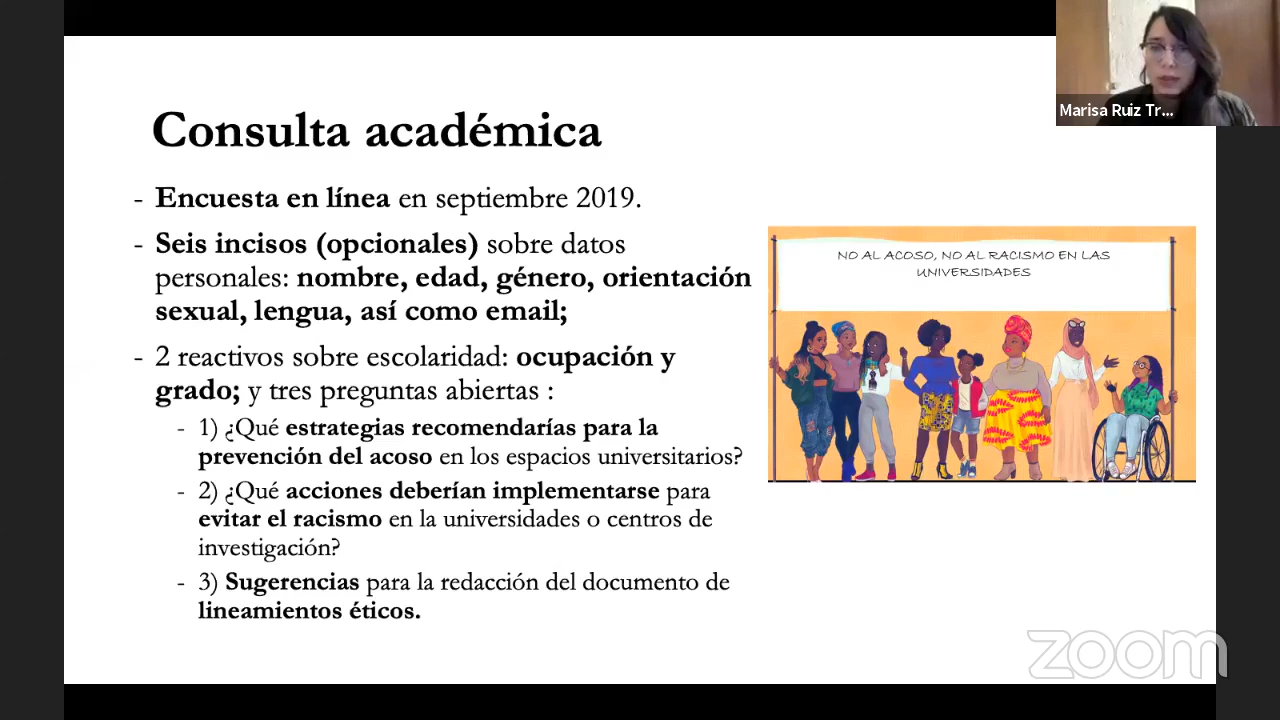 Marisa Ruiz Tr...
Consulta académica
- Encuesta en línea en septiembre 2019.
- Seis incisos (opcionales) sobre datos
personales: nombre, edad, género, orientación
sexual, lengua, así como email;
- 2 reactivos sobre escolaridad: ocupación y
grado; y tres preguntas abiertas :
- 1) ¿Qué estrategias recomendarías para la
prevención del acoso en los espacios universitarios?
- 2) ¿Qué acciones deberían implementarse para
evitar el racismo en la universidades o centros de
investigación?
- 3) Sugerencias para la redacción del documento de
lineamientos éticos.
NO AL ACOSO, NO AL RACISMO EN LAS
UNIVERSIDADES
zoom